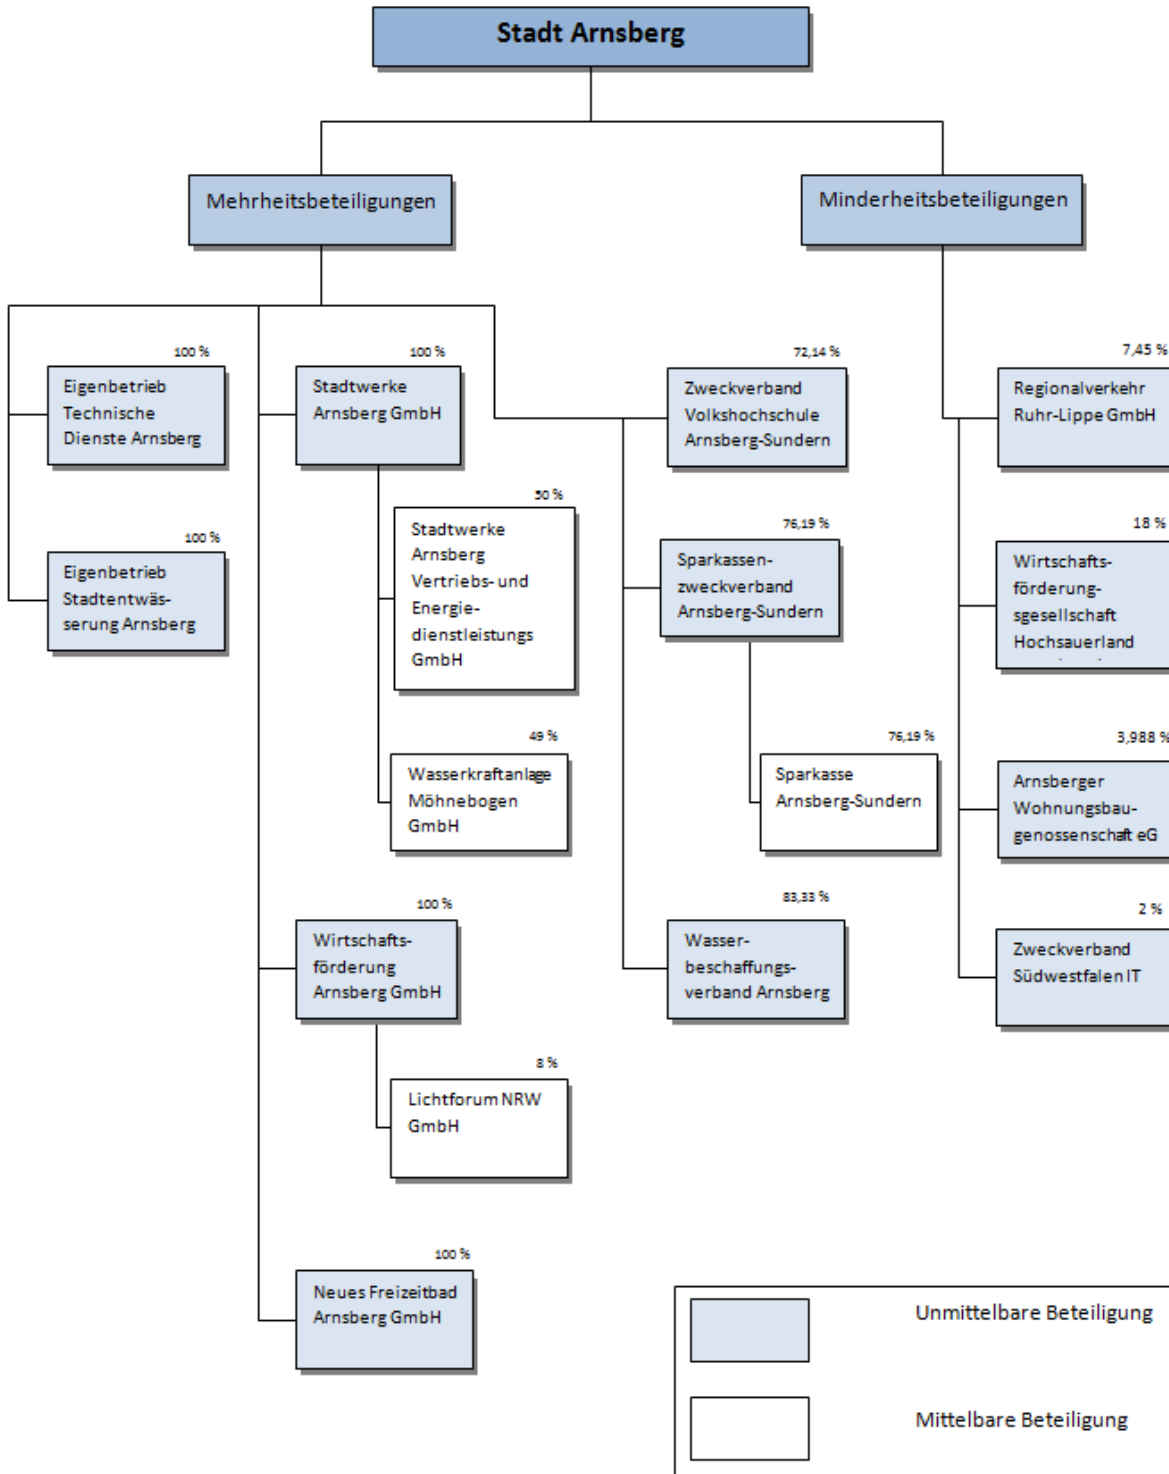 Stadt Arnsberg
Mehrheitsbeteiligungen
Minderheitsbeteiligungen
100 %
Eigenbetrieb
Technische
Dienste Arnsberg
100 %
Eigenbetrieb
Stadtentwäs-
serung Arnsberg
100 %
Stadtwerke
Arnsberg GmbH
50 %
Stadtwerke
Arnsberg
Vertriebs- und
Energie-
dienstleistungs
GmbH
49 %
Wasserkraftanlage
Möhnebogen
GmbH
100 %
Wirtschafts-
förderung
Arnsberg GmbH
8 %
Lichtforum NRW
GmbH
100 %
Neues Freizeitbad
Arnsberg GmbH
72,14 %
Zweckverband
Volkshochschule
Arnsberg-Sundern
76,19 %
Sparkassen-
zweckverband
Arnsberg-Sundern
76,19 %
Sparkasse
Arnsberg-Sundern
83,33 %
Wasser-
beschaffungs-
verband Arnsberg
7,45 %
Regionalverkehr
Ruhr-Lippe GmbH
18 %
Wirtschafts-
förderung-
sgesellschaft
Hochsauerland
3,988 %
Arnsberger
Wohnungsbau-
genossenschaft eG
2 %
Zweckverband
Südwestfalen IT
Unmittelbare Beteiligung
Mittelbare Beteiligung